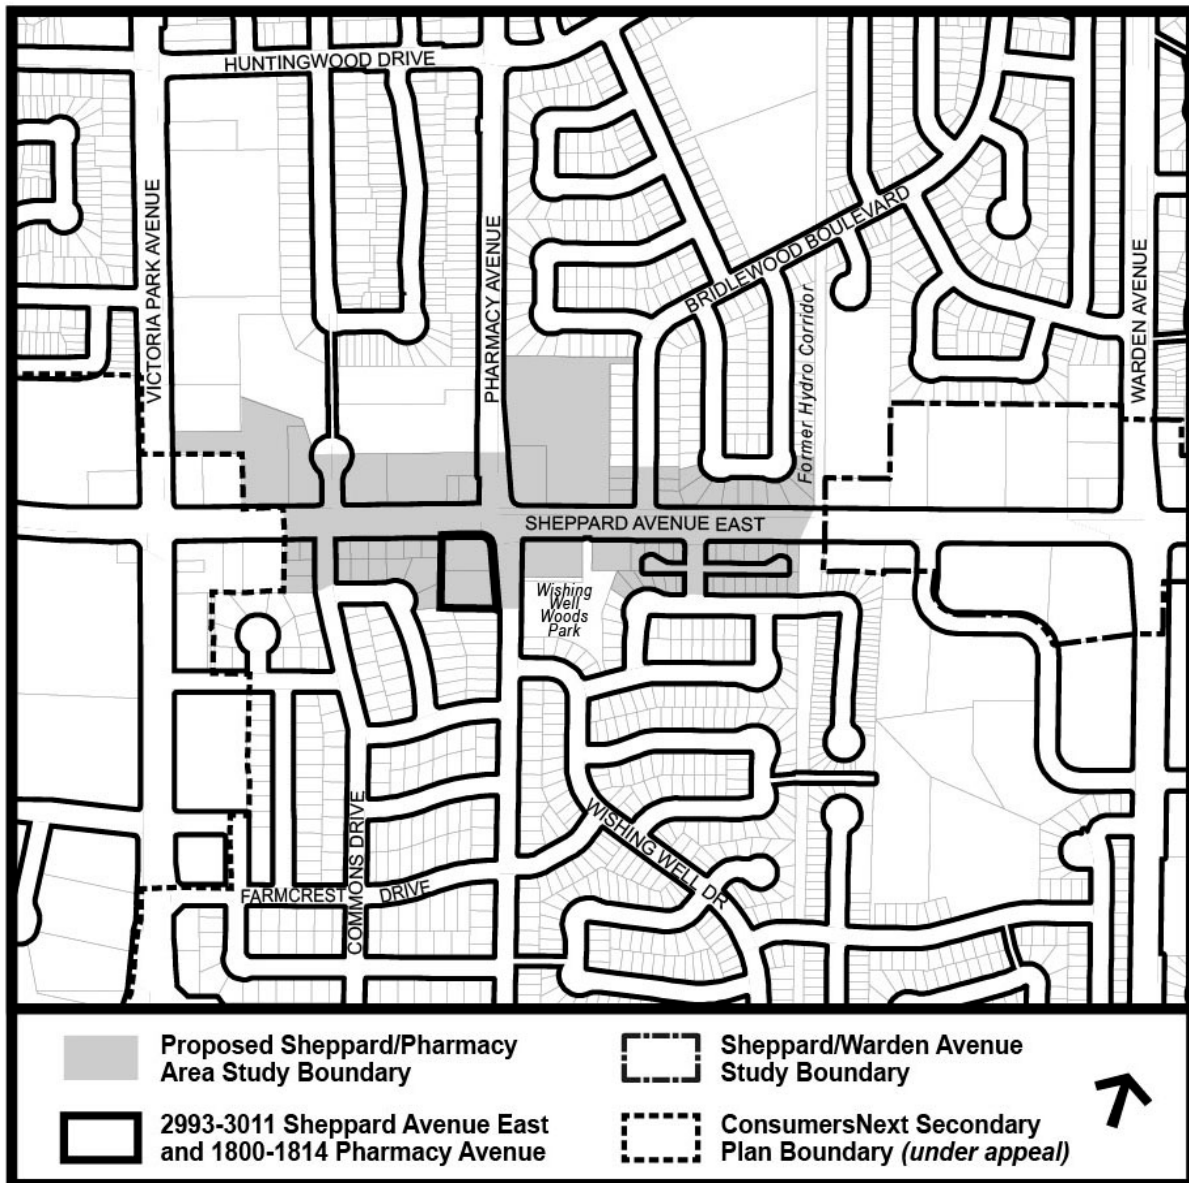 HUNTINGWOOD DRIVE
VICTORIA PARK AVENUE
PHARMACY AVENUE
BRIDLEWOOD BOULEVARD
WARDEN AVENUE
Former Hydro Corridor
SHEPPARD AVENUE EAST
Wishing
Well
Woods
Park
COMMONS DRIVE
WISHING WELL DR
FARMCREST DRIVE
Proposed Sheppard/Pharmacy
Area Study Boundary
Sheppard/Warden Avenue
Study Boundary
2993-3011 Sheppard Avenue East
and 1800-1814 Pharmacy Avenue
ConsumersNext Secondary
Plan Boundary (under appeal)